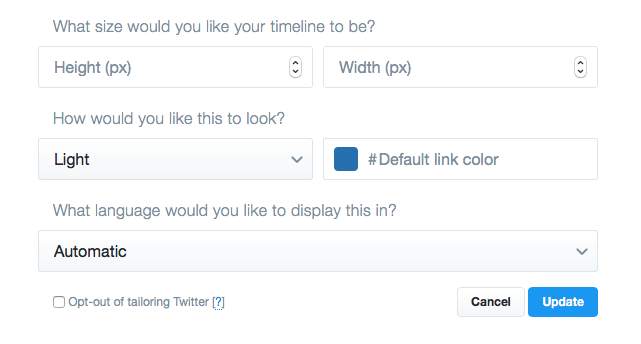 What size would you like your timeline to be?
Height (px) Width (px)
How would you like this to look?
Light #Default link color
What language would you like to display this in?
Automatic
Opt-out of tailoring Twitter [?] Cancel Update